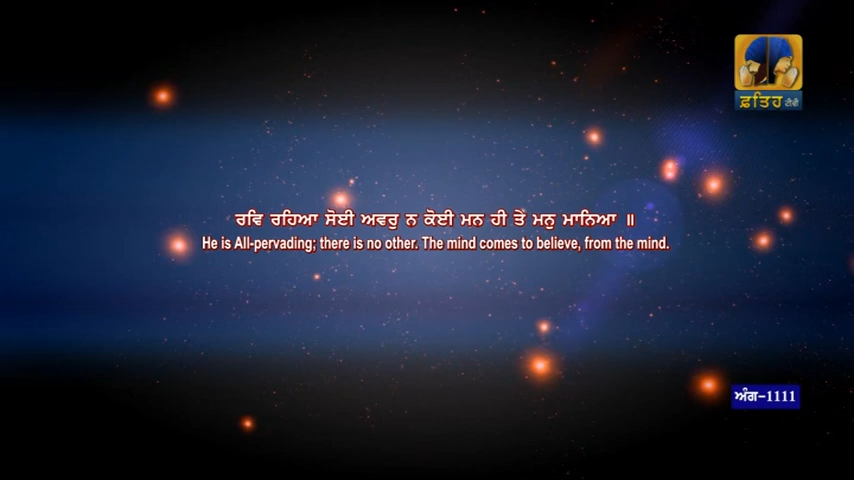 ਫ਼ਤਿਹ ਟੀਵੀ
ਰਵਿ ਰਹਿਆ ਸੋਈ ਅਵਰੁ ਨ ਕੋਈ ਮਨ ਹੀ ਤੇ ਮਨੁ ਮਾਨਿਆ ॥
He is All-pervading; there is no other. The mind comes to believe, from the mind.
ਅੰਗ-1111